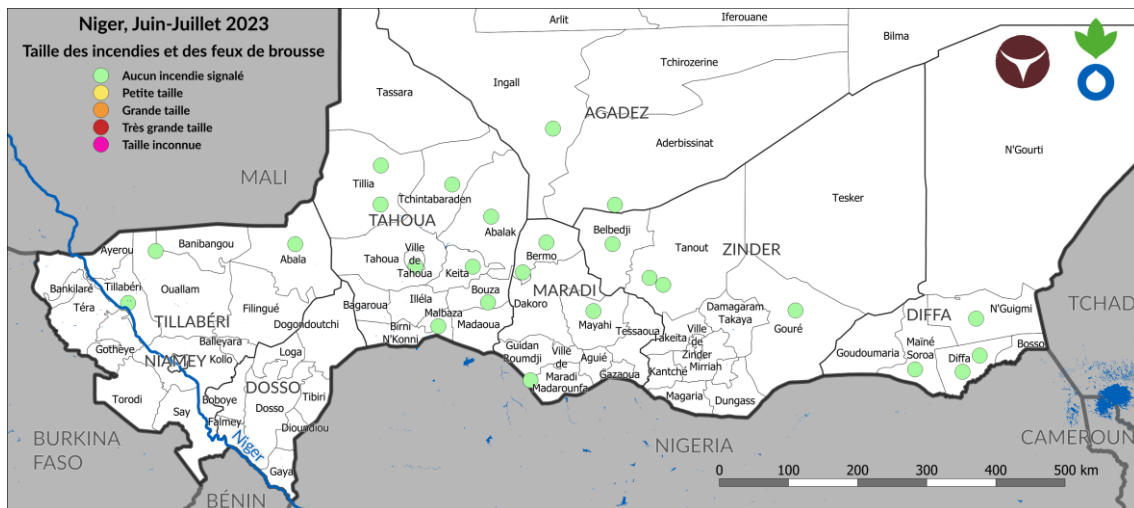 Niger, Juin-Juillet 2023
Taille des incendies et des feux de brousse
Aucun incendie signalé
Petite taille
Grande taille
Très grande taille
Taille inconnue
Arlit
Iferouane
Bilma
Tchirozerine
Ingall
Tassara
AGADEZ
Aderbissinat
N'Gourti
MALI
Tillia
Tchintabaraden
Tesker
TAHOUA
Abalak
Belbedji
Tanout
ZINDER
Ayerou
Banibangou
Abala
Tahoua
Ville
de
Tahoua
Keita
Bermo
Bankilaré
Tillabéri
Ouallam
Téra
Filingué
Bagaroua
Illéla
Bouza
Dakoro
MARADI
Damagaram
Takaya
Gouré
DIFFA
N'Guigmi
TCHAD
TILLABÉRI
Dogondoutchi
Birni
N'Konni
Malbaza
Madaoua
Mayahi
Tessaoua
Takeita
Ville
de
Zinder
Mirriah
Goudoumaria
Maïné
Soroa
Diffa
Bosso
Gotheye
NIAMEY
Balleyara
Kollo
Loga
Guidan
Roumdji
Ville
de
Maradi
Madarounfa
Aguié
Gazaoua
Kantché
Magaria
Dungass
Torodi
Say
Boboye
DOSSO
Dosso
Tibiri
Falmey
Dioundiou
Gaya
Niger
BURKINA
FASO
BÉNIN
NIGERIA
CAMEROUN
0 100 200 300 400 500 km